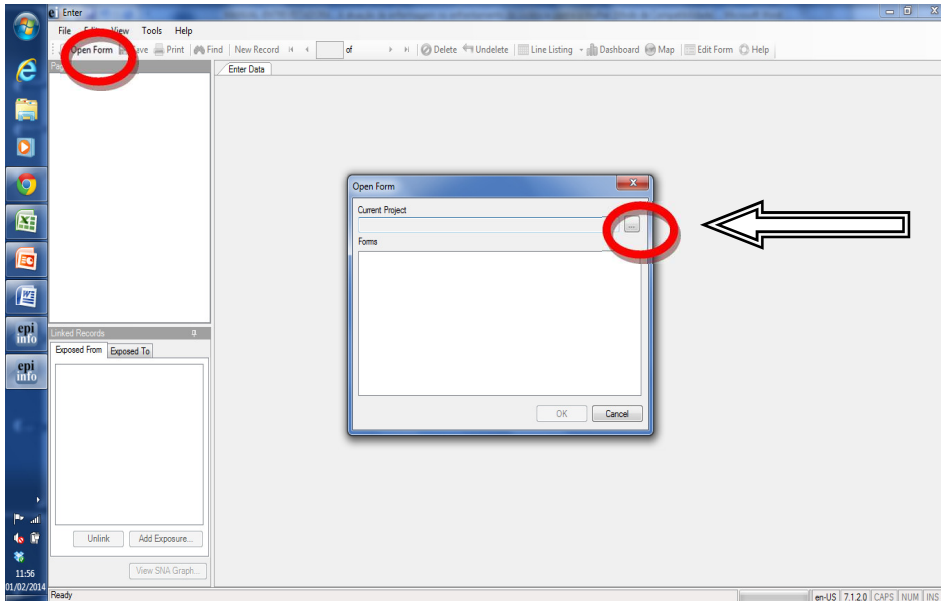 Enter
File Edit View Tools Help
Open Form Save Print Find New Record of Delete Undelete Line Listing Dashboard Map Edit Form Help
Enter Data
Open Form
Current Project
...
Forms
OK Cancel
Linked Records
Exposed From Exposed To
Unlink Add Exposure...
View SNA Graph...
epi info
epi info
11:56
01/02/2014
Ready
en-US 7.1.2.0 CAPS NUM INS